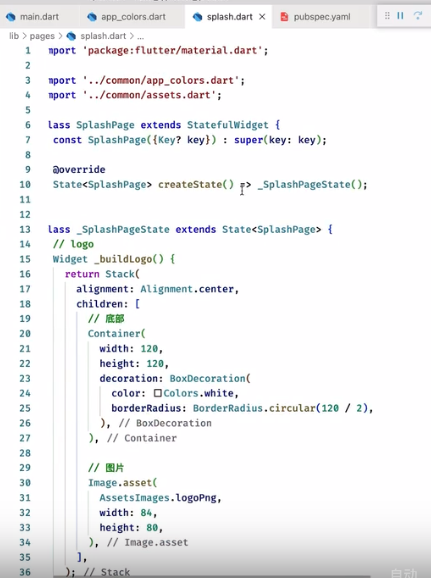 main.dart app_colors.dart splash.dart × pubspec.yaml
lib > pages > splash.dart > ...
1 mport 'package:flutter/material.dart';
2
3 mport '../common/app_colors.dart';
4 mport '../common/assets.dart';
5
6 lass SplashPage extends StatefulWidget {
7 const SplashPage({Key? key}) : super(key: key);
8
9 @override
10 State<SplashPage> createState() => _SplashPageState();
11
12
13 lass _SplashPageState extends State<SplashPage> {
14 // logo
15 Widget _buildLogo() {
16 return Stack(
17 alignment: Alignment.center,
18 children: [
19 // 底部
20 Container(
21 width: 120,
22 height: 120,
23 decoration: BoxDecoration(
24 color: Colors.white,
25 borderRadius: BorderRadius.circular(120 / 2),
26 ), // BoxDecoration
27 ), // Container
28
29 // 图片
30 Image.asset(
31 AssetsImages.logoPng,
32 width: 84,
33 height: 80,
34 ), // Image.asset
35 ],
36 ); // Stack
自动